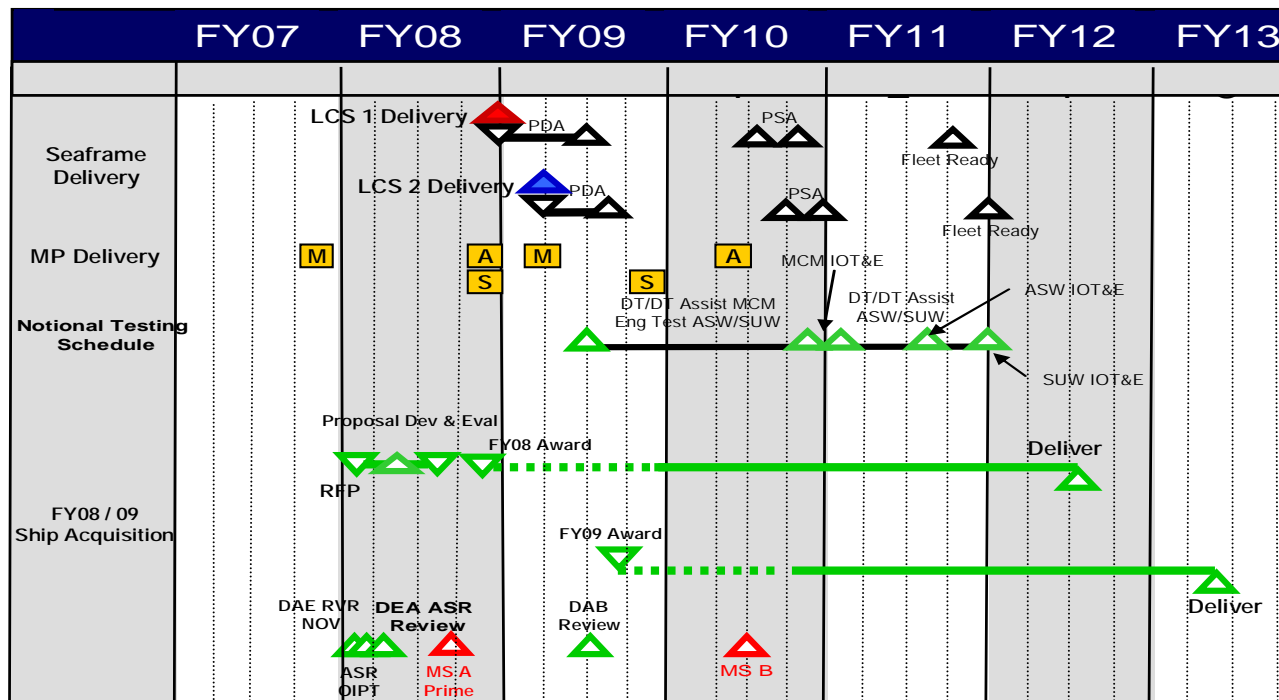 FY07 FY08 FY09 FY10 FY11 FY12 FY13
LCS 1 Delivery
PDA
PSA
Seaframe
Delivery
Fleet Ready
LCS 2 Delivery
PDA
PSA
Fleet Ready
MP Delivery
M
A
M
A
MCM IOT&E
S
S
ASW IOT&E
DT/DT Assist MCM
Eng Test ASW/SUW
DT/DT Assist
ASW/SUW
Notional Testing
Schedule
SUW IOT&E
Proposal Dev & Eval
FY08 Award
Deliver
RFP
FY08 / 09
Ship Acquisition
FY09 Award
Deliver
DAE RVR
NOV
DEA ASR
Review
DAB
Review
ASR
OIPT
MS A
Prime
MS B